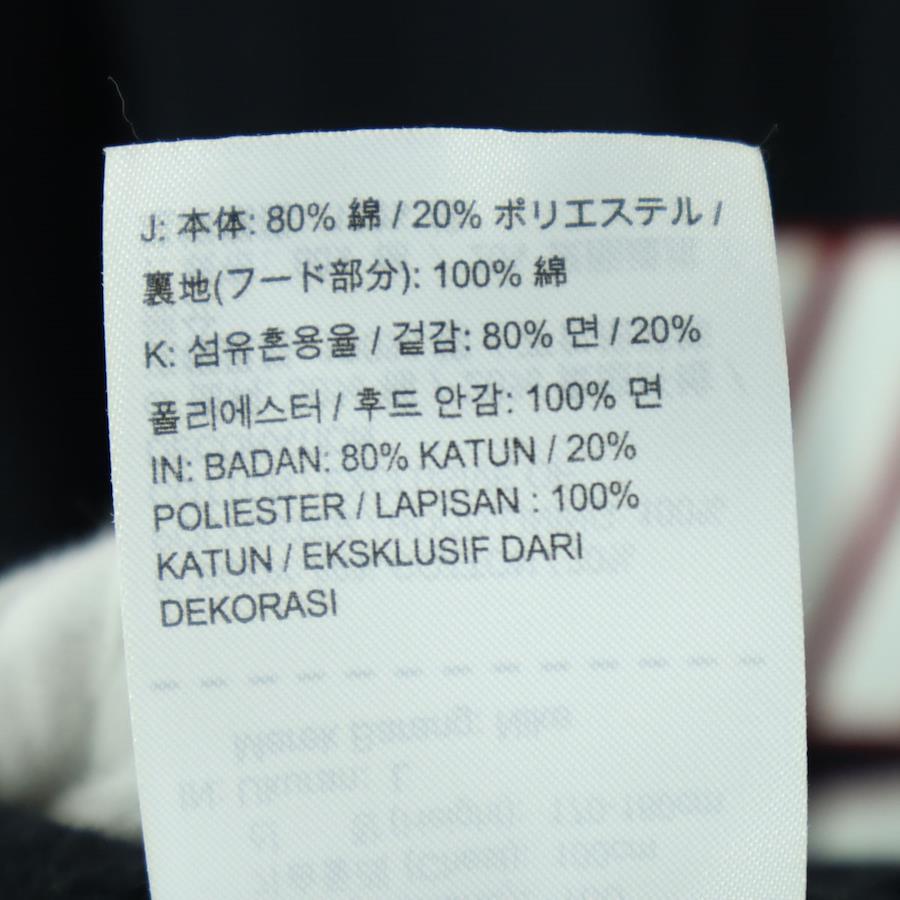 J: 本体: 80% 綿 / 20% ポリエステル /
裏地(フード部分): 100% 綿
K: 섬유혼용율 / 겉감: 80% 면 / 20%
폴리에스터 / 후드 안감: 100% 면
IN: BADAN: 80% KATUN / 20%
POLIESTER / LAPISAN : 100%
KATUN / EKSKLUSIF DARI
DEKORASI